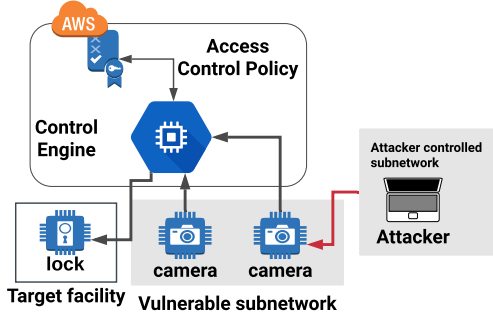 AWS
Access
Control Policy
Control
Engine
Attacker controlled
subnetwork
Attacker
lock
camera
camera
Target facility
Vulnerable subnetwork